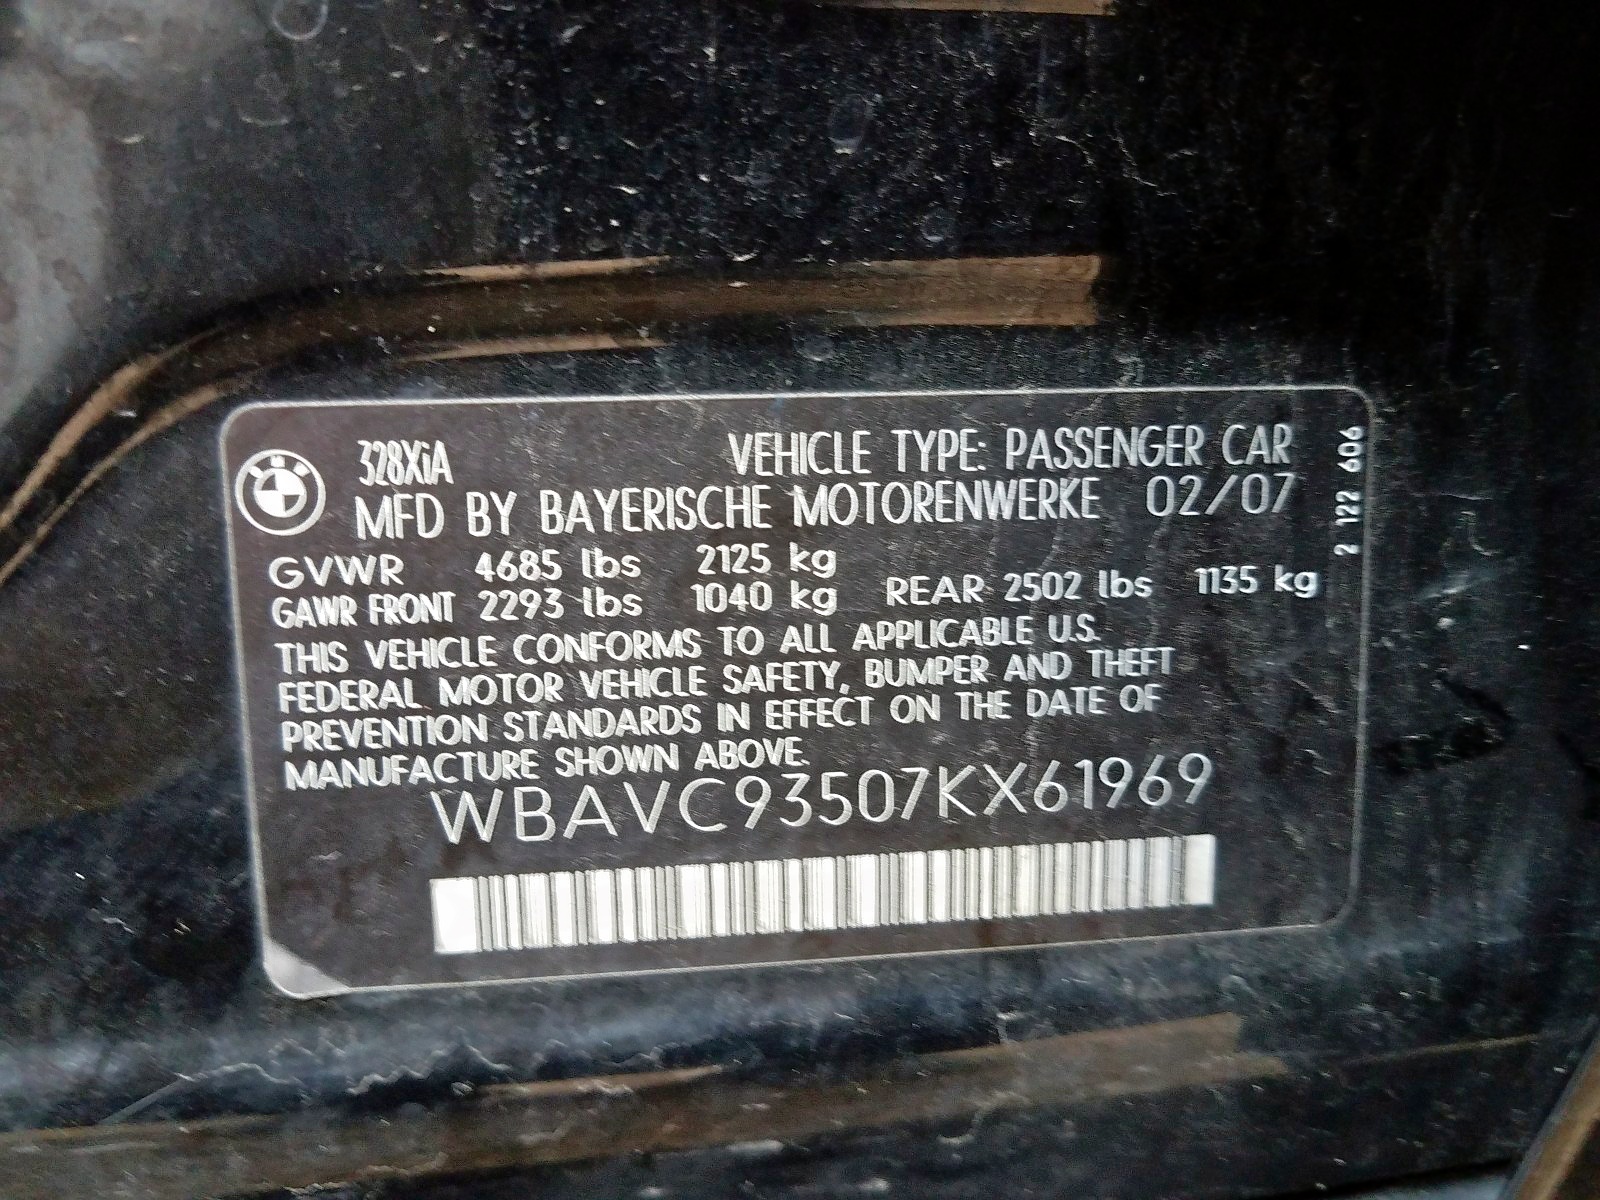 328XiA VEHICLE TYPE: PASSENGER CAR
MFD BY BAYERISCHE MOTORENWERKE 02/07
GVWR 4685 lbs 2125 kg
GAWR FRONT 2293 lbs 1040 kg REAR 2502 lbs 1135 kg
THIS VEHICLE CONFORMS TO ALL APPLICABLE U.S.
FEDERAL MOTOR VEHICLE SAFETY, BUMPER AND THEFT
PREVENTION STANDARDS IN EFFECT ON THE DATE OF
MANUFACTURE SHOWN ABOVE.
WBAVC93507KX61969
2 122 606